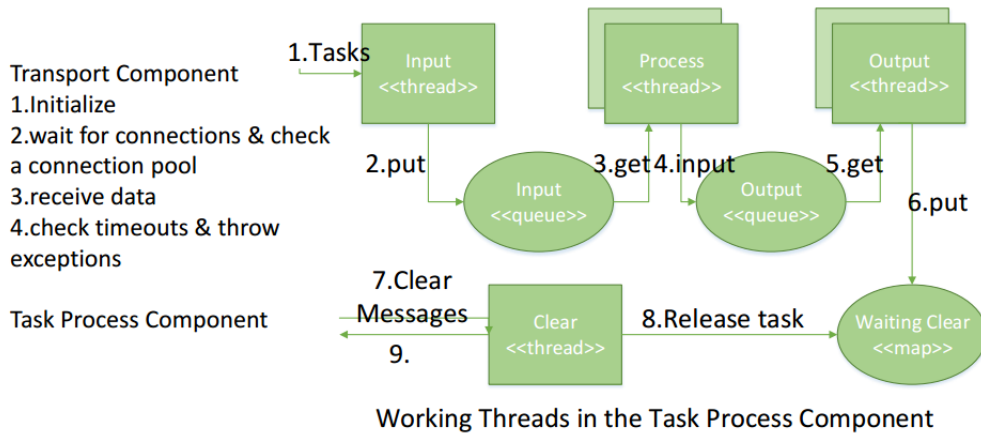 Transport Component
1.Initialize
2.wait for connections & check
a connection pool
3.receive data
4.check timeouts & throw
exceptions
Task Process Component
1.Tasks
Input
<<thread>>
Process
<<thread>>
Output
<<thread>>
2.put
Input
<<queue>>
3.get
4.input
Output
<<queue>>
5.get
6.put
7.Clear
Messages
9.
Clear
<<thread>>
8.Release task
Waiting Clear
<<map>>
Working Threads in the Task Process Component